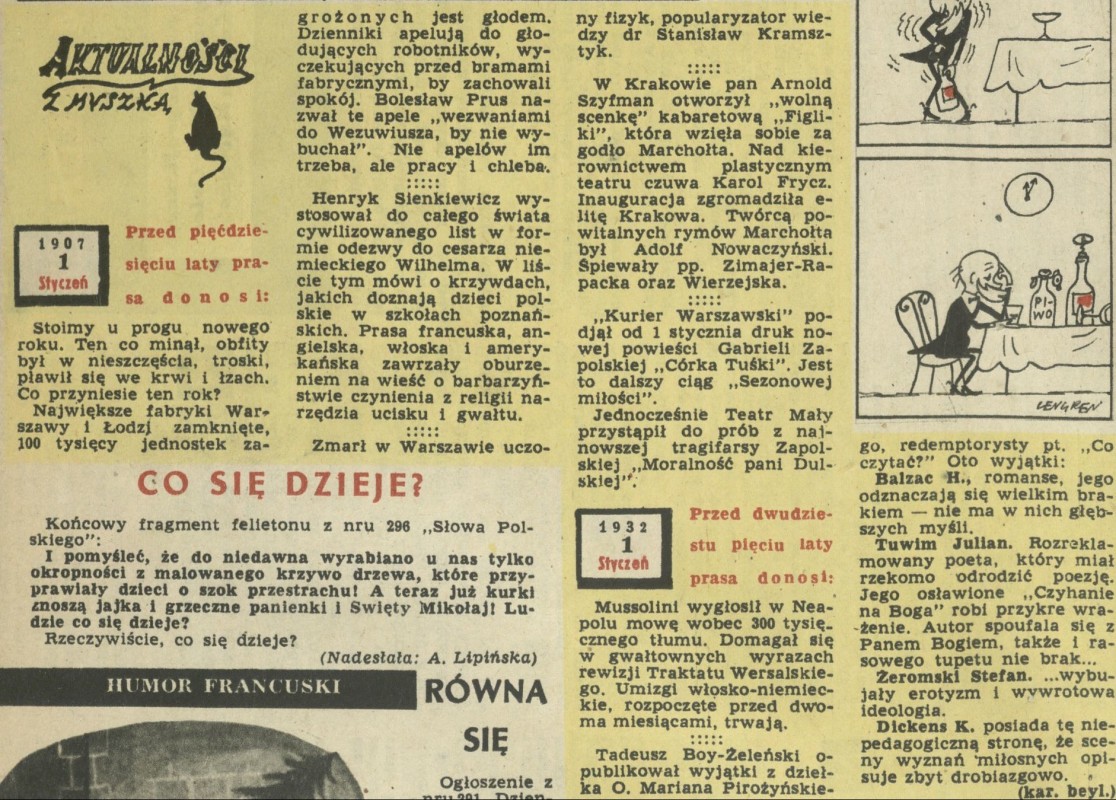 AKTUALNOŚCI
Z MYSZKĄ
1907
1
Styczeń
Przed pięćdzie-
sięciu laty pra-
sa donosi:
Stoimy u progu nowego
roku. Ten co minął, obfity
był w nieszczęścia, troski,
pławił się we krwi i łzach.
Co przyniesie ten rok?
Największe fabryki War-
szawy i Łodzi zamknięte,
100 tysięcy jednostek za-
grożonych jest głodem.
Dzienniki apelują do gło-
dujących robotników, wy-
czekujących przed bramami
fabrycznymi, by zachowali
spokój. Bolesław Prus na-
zwał te apele „wezwaniami
do Wezuwiusza, by nie wy-
buchał". Nie apelów im
trzeba, ale pracy i chleba.
:::::
Henryk Sienkiewicz wy-
stosował do całego świata
cywilizowanego list w for-
mie odezwy do cesarza nie-
mieckiego Wilhelma. W liś-
cie tym mówi o krzywdach,
jakich doznają dzieci pol-
skie w szkołach poznań-
skich. Prasa francuska, an-
gielska, włoska i amery-
kańska zawrzały oburze-
niem na wieść o barbarzyń-
stwie czynienia z religii na-
rzędzia ucisku i gwałtu.
:::::
Zmarł w Warszawie uczo-
ny fizyk, popularyzator wie-
dzy dr Stanisław Kramsz-
tyk.
:::::
W Krakowie pan Arnold
Szyfman otworzył „wolną
scenkę" kabaretową „Figli-
ki", która wzięła sobie za
godło Marchołta. Nad kie-
rownictwem plastycznym
teatru czuwa Karol Frycz.
Inauguracja zgromadziła e-
litę Krakowa. Twórcą po-
witalnych rymów Marchołta
był Adolf Nowaczyński.
Śpiewały pp. Zimajer-Ra-
packa oraz Wierzejska.
:::::
„Kurier Warszawski" po-
djął od 1 stycznia druk no-
wej powieści Gabrieli Za-
polskiej „Córka Tuśki". Jest
to dalszy ciąg „Sezonowej
miłości".
Jednocześnie Teatr Mały
przystąpił do prób z naj-
nowszej tragifarsy Zapol-
skiej „Moralność pani Dul-
skiej".
1932
1
Styczeń
Przed dwudzie-
stu pięciu laty
prasa donosi:
Mussolini wygłosił w Nea-
polu mowę wobec 300 tysię-
cznego tłumu. Domagał się
w gwałtownych wyrazach
rewizji Traktatu Wersalskie-
go. Umizgi włosko-niemiec-
kie, rozpoczęte przed dwo-
ma miesiącami, trwają.
:::::
Tadeusz Boy-Żeleński o-
publikował wyjątki z dzieł-
ka O. Mariana Pirożyńskie-
go, redemptorysty pt. „Co
czytać?" Oto wyjątki:
Balzac H., romanse, jego
odznaczają się wielkim bra-
kiem — nie ma w nich głęb-
szych myśli.
Tuwim Julian. Rozrekla-
mowany poeta, który miał
rzekomo odrodzić poezję.
Jego osławione „Czyhanie
na Boga" robi przykre wra-
żenie. Autor spoufala się z
Panem Bogiem, także i ra-
sowego tupetu nie brak...
Żeromski Stefan. ...wybu-
jały erotyzm i wywrotowa
ideologia.
Dickens K. posiada tę nie-
pedagogiczną stronę, że sce-
ny wyznań miłosnych opi-
suje zbyt drobiazgowo.
(kar. beyl.)
PI-
WO
LENGREN
CO SIĘ DZIEJE?
Końcowy fragment felietonu z nru 296 „Słowa Pol-
skiego":
I pomyśleć, że do niedawna wyrabiano u nas tylko
okropności z malowanego krzywo drzewa, które przy-
prawiały dzieci o szok przestrachu! A teraz już kurki
znoszą jajka i grzeczne panienki i Święty Mikołaj! Lu-
dzie co się dzieje?
Rzeczywiście, co się dzieje?
(Nadesłała: A. Lipińska)
HUMOR FRANCUSKI
RÓWNA
SIĘ
Ogłoszenie z
nru 291 „Dzien-